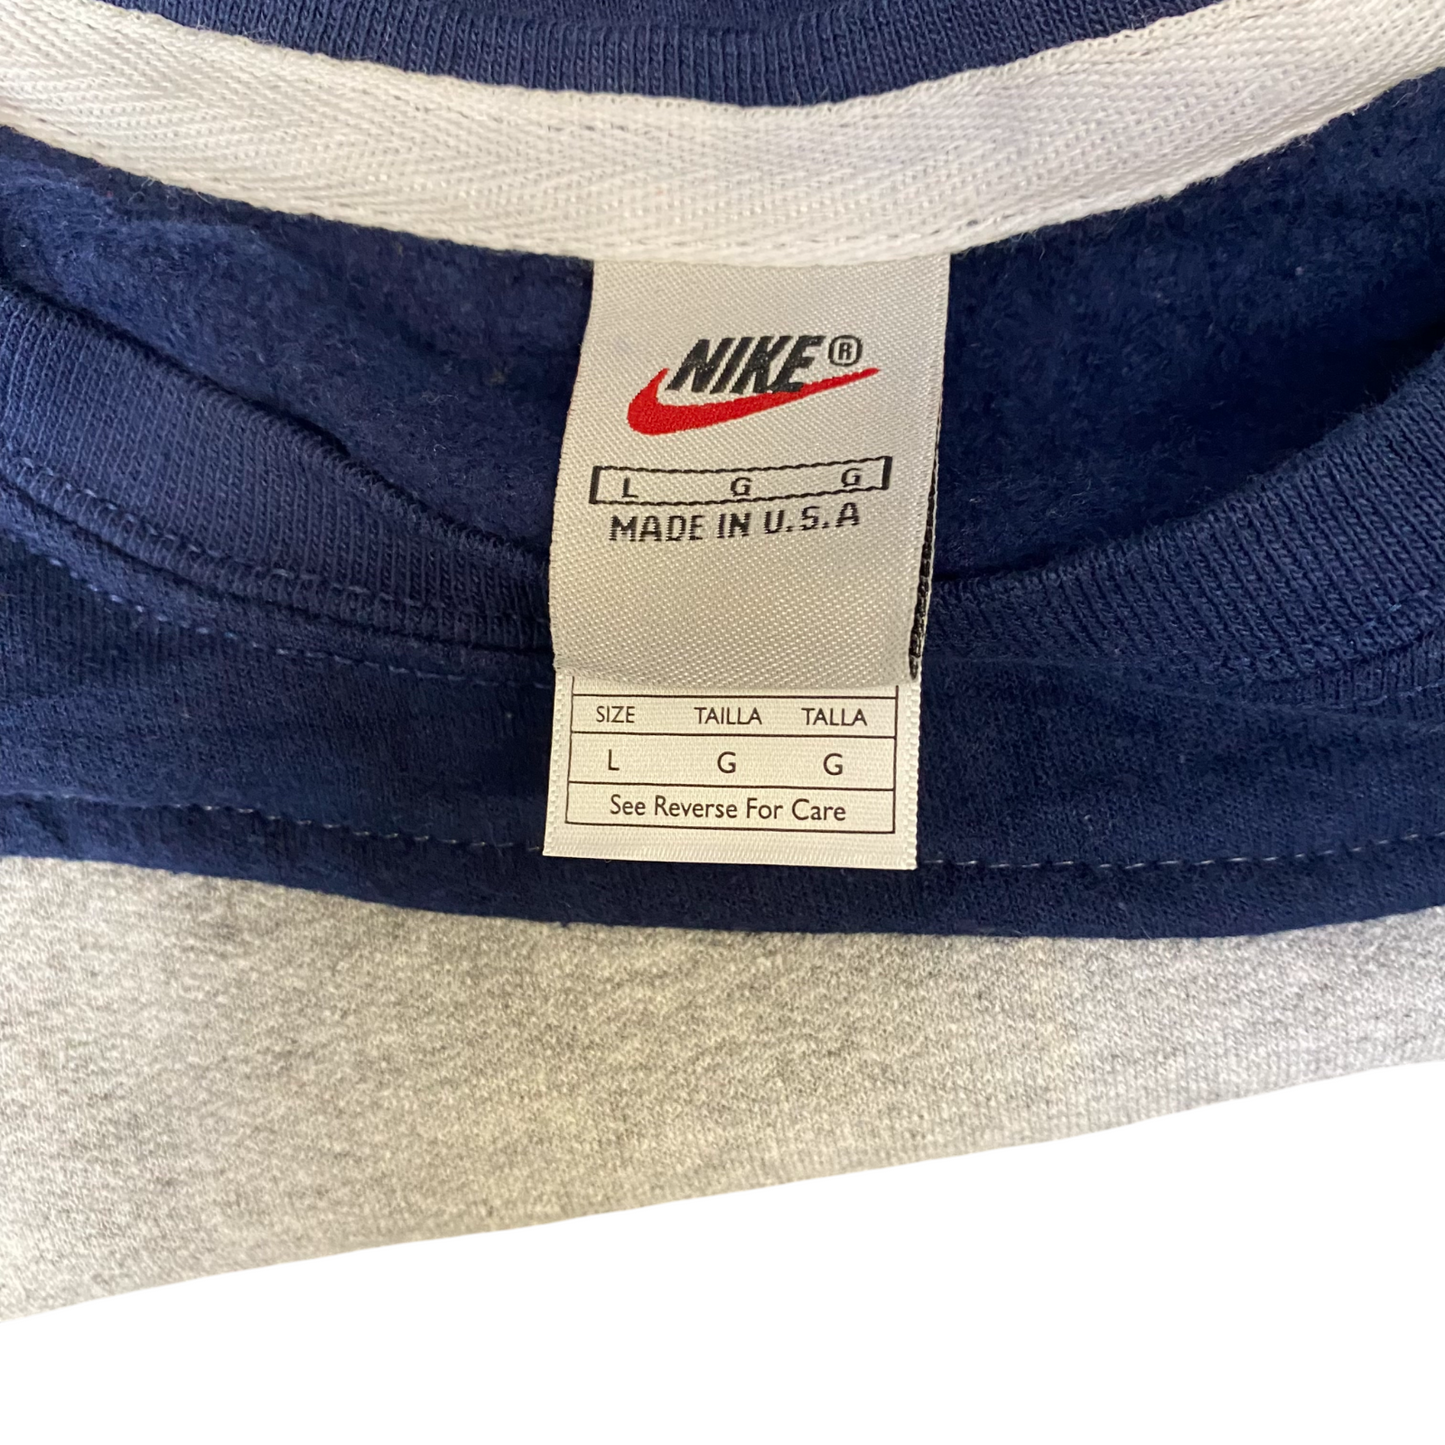 NIKE®
L G G
MADE IN U.S.A
SIZE TAILLA TALLA
L G G
See Reverse For Care